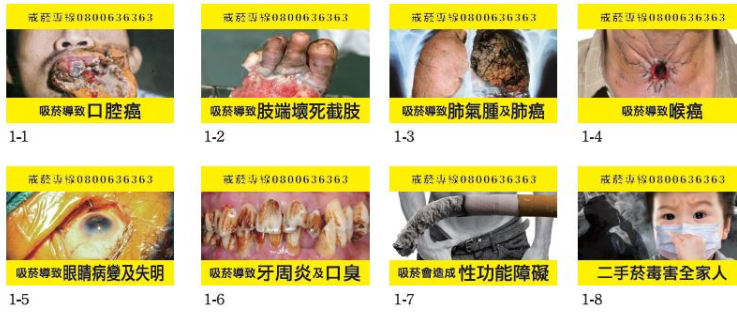 戒菸專線0800636363
吸菸導致口腔癌
1-1
戒菸專線0800636363
吸菸導致肢端壞死截肢
1-2
戒菸專線0800636363
吸菸導致肺氣腫及肺癌
1-3
戒菸專線0800636363
吸菸導致喉癌
1-4
戒菸專線0800636363
吸菸導致眼睛病變及失明
1-5
戒菸專線0800636363
吸菸導致牙周炎及口臭
1-6
戒菸專線0800636363
吸菸會造成性功能障礙
1-7
戒菸專線0800636363
二手菸毒害全家人
1-8